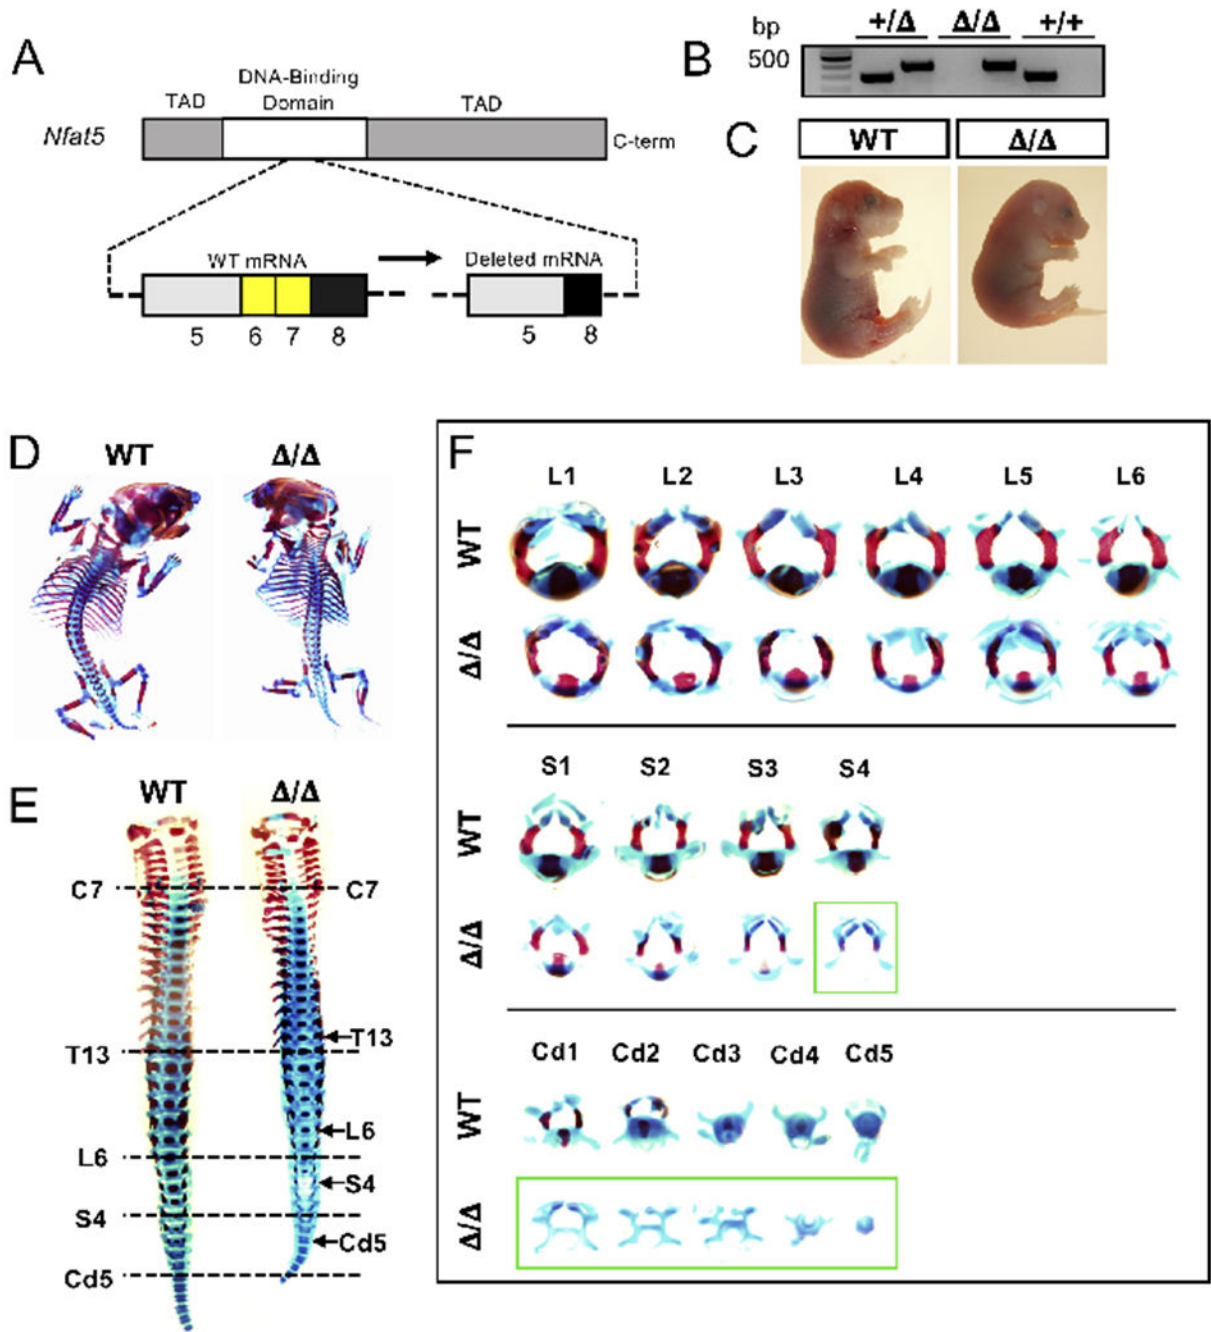 A
DNA-Binding
TAD Domain TAD
Nfat5 C-term
WT mRNA Deleted mRNA
5 6 7 8 5 8
B
bp +/Δ Δ/Δ +/+
500
C
WT Δ/Δ
D
WT Δ/Δ
E
WT Δ/Δ
C7 C7
T13 T13
L6 L6
S4 S4
Cd5 Cd5
F
L1 L2 L3 L4 L5 L6
WT
Δ/Δ
S1 S2 S3 S4
WT
Δ/Δ
Cd1 Cd2 Cd3 Cd4 Cd5
WT
Δ/Δ